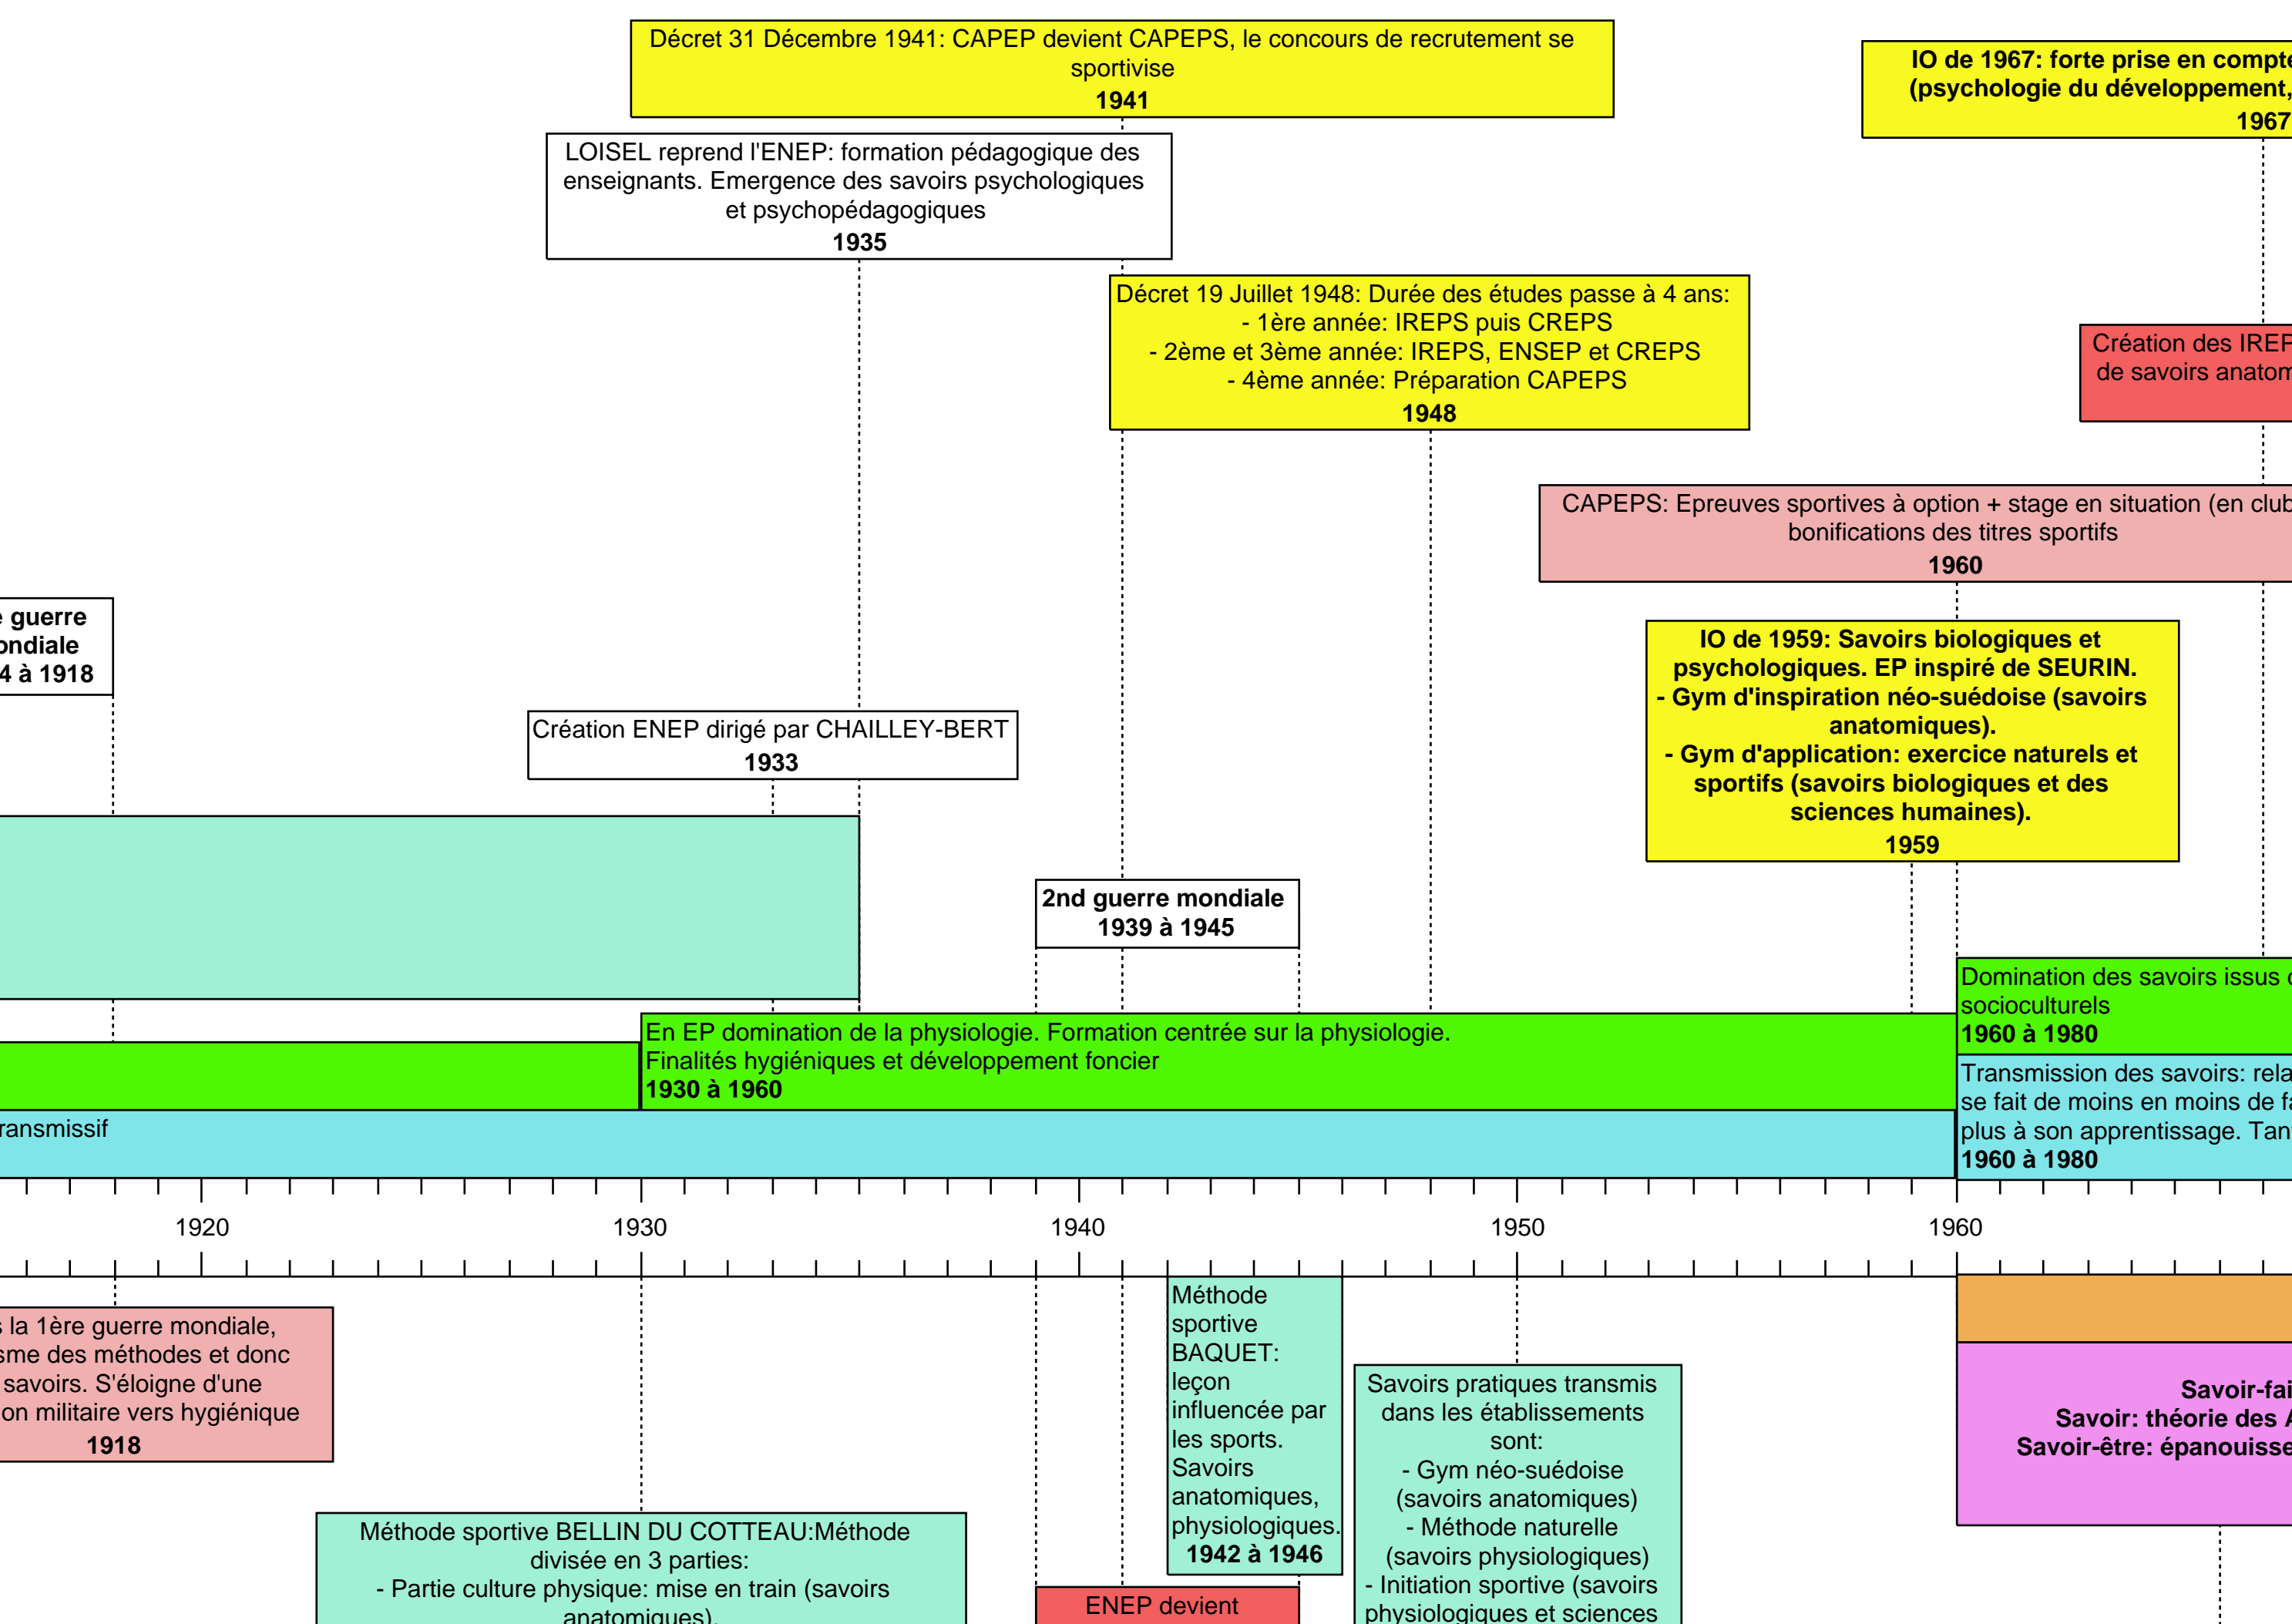 Décret 31 Décembre 1941: CAPEP devient CAPEPS, le concours de recrutement se
sportivise
1941
IO de 1967: forte prise en compte
(psychologie du développement,
1967
LOISEL reprend l'ENEP: formation pédagogique des
enseignants. Emergence des savoirs psychologiques
et psychopédagogiques
1935
Décret 19 Juillet 1948: Durée des études passe à 4 ans:
- 1ère année: IREPS puis CREPS
- 2ème et 3ème année: IREPS, ENSEP et CREPS
- 4ème année: Préparation CAPEPS
1948
Création des IREP
de savoirs anatom
CAPEPS: Epreuves sportives à option + stage en situation (en club
bonifications des titres sportifs
1960
e guerre
ondiale
4 à 1918
IO de 1959: Savoirs biologiques et
psychologiques. EP inspiré de SEURIN.
- Gym d'inspiration néo-suédoise (savoirs
anatomiques).
- Gym d'application: exercice naturels et
sportifs (savoirs biologiques et des
sciences humaines).
1959
Création ENEP dirigé par CHAILLEY-BERT
1933
2nd guerre mondiale
1939 à 1945
Domination des savoirs issus
socioculturels
1960 à 1980
En EP domination de la physiologie. Formation centrée sur la physiologie.
Finalités hygiéniques et développement foncier
1930 à 1960
Transmission des savoirs: rela
se fait de moins en moins de fa
plus à son apprentissage. Tan
1960 à 1980
ransmissif
1920
1930
1940
1950
1960
s la 1ère guerre mondiale,
sme des méthodes et donc
savoirs. S'éloigne d'une
on militaire vers hygiénique
1918
Méthode
sportive
BAQUET:
leçon
influencée par
les sports.
Savoirs
anatomiques,
physiologiques.
1942 à 1946
Savoirs pratiques transmis
dans les établissements
sont:
- Gym néo-suédoise
(savoirs anatomiques)
- Méthode naturelle
(savoirs physiologiques)
- Initiation sportive (savoirs
physiologiques et sciences
Savoir-fai
Savoir: théorie des A
Savoir-être: épanouisse
Méthode sportive BELLIN DU COTTEAU:Méthode
divisée en 3 parties:
- Partie culture physique: mise en train (savoirs
anatomiques).
ENEP devient